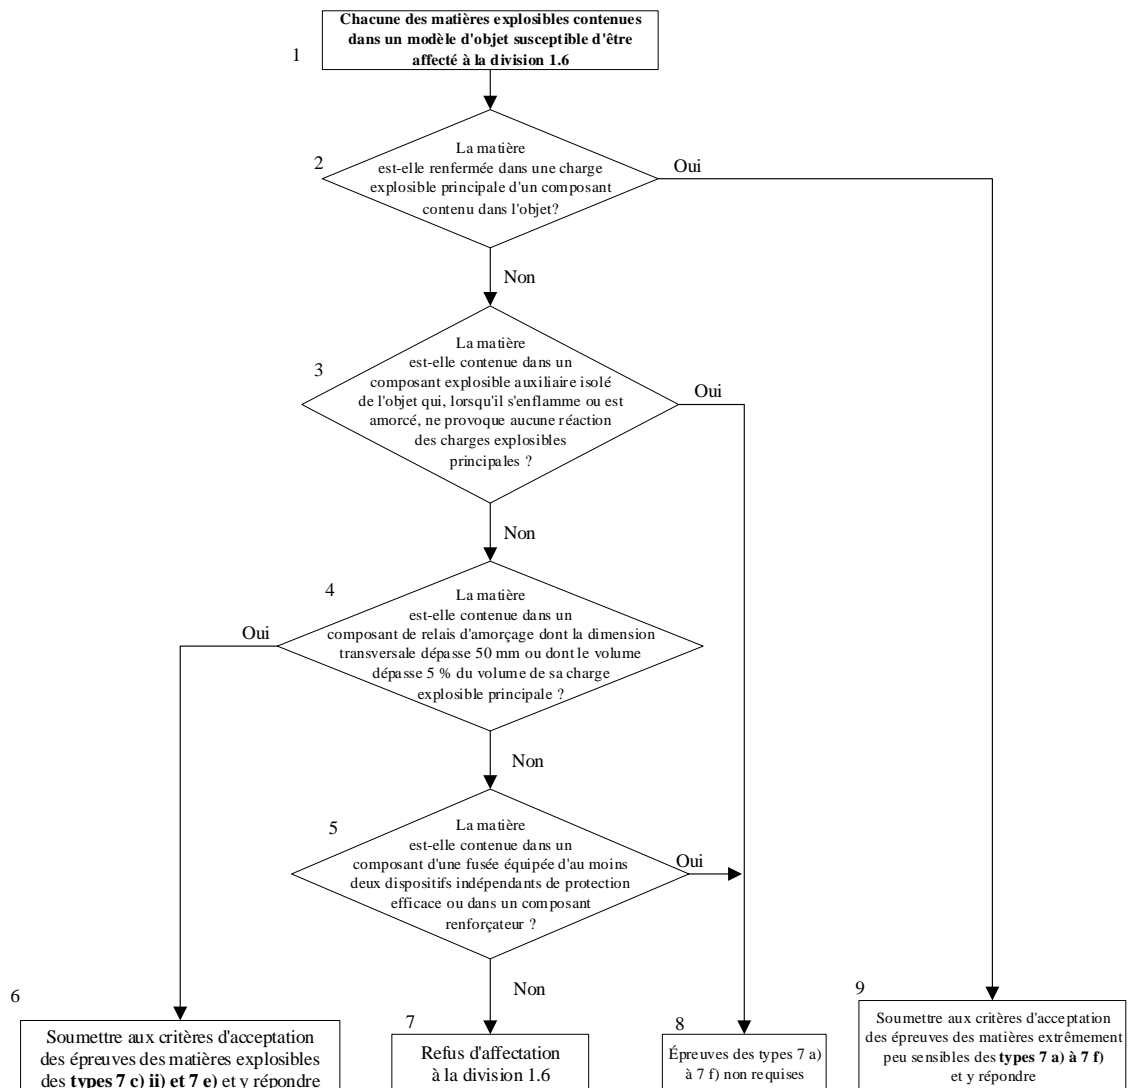 Chacune des matières explosibles contenues
dans un modèle d'objet susceptible d'être
affecté à la division 1.6
1
La matière
est-elle renfermée dans une charge
explosible principale d'un composant
contenu dans l'objet?
2
Oui
Non
La matière
est-elle contenue dans un
composant explosible auxiliaire isolé
de l'objet qui, lorsqu'il s'enflamme ou est
amorcé, ne provoque aucune réaction
des charges explosibles
principales ?
3
Oui
Non
La matière
est-elle contenue dans un
composant de relais d'amorçage dont la dimension
transversale dépasse 50 mm ou dont le volume
dépasse 5 % du volume de sa charge
explosible principale ?
4
Oui
Non
La matière
est-elle contenue dans un
composant d'une fusée équipée d'au moins
deux dispositifs indépendants de protection
efficace ou dans un composant
renforçateur ?
5
Oui
Non
6
Soumettre aux critères d'acceptation
des épreuves des matières explosibles
des types 7 c) ii) et 7 e) et y répondre
7
Refus d'affectation
à la division 1.6
8
Épreuves des types 7 a)
à 7 f) non requises
9
Soumettre aux critères d'acceptation
des épreuves des matières extrêmement
peu sensibles des types 7 a) à 7 f)
et y répondre